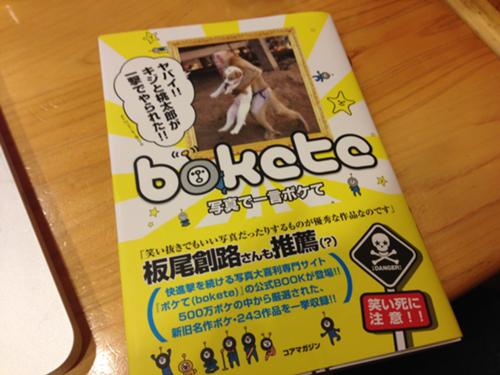 ヤバイ!!
キジと桃太郎が
一撃でやられた!!
bokete
写真で一言ボケて
「笑い抜きでもいい写真だったりするものが優秀な作品なのです」
板尾創路さんも推薦(?)
快進撃を続ける写真大喜利専門サイト
『ボケて(bokete)』の公式BOOKが登場!!
500万ボケの中から厳選された、
新旧名作ボケ・243作品を一挙収録!!
コアマガジン
DANGER!
笑い死に
注意!!